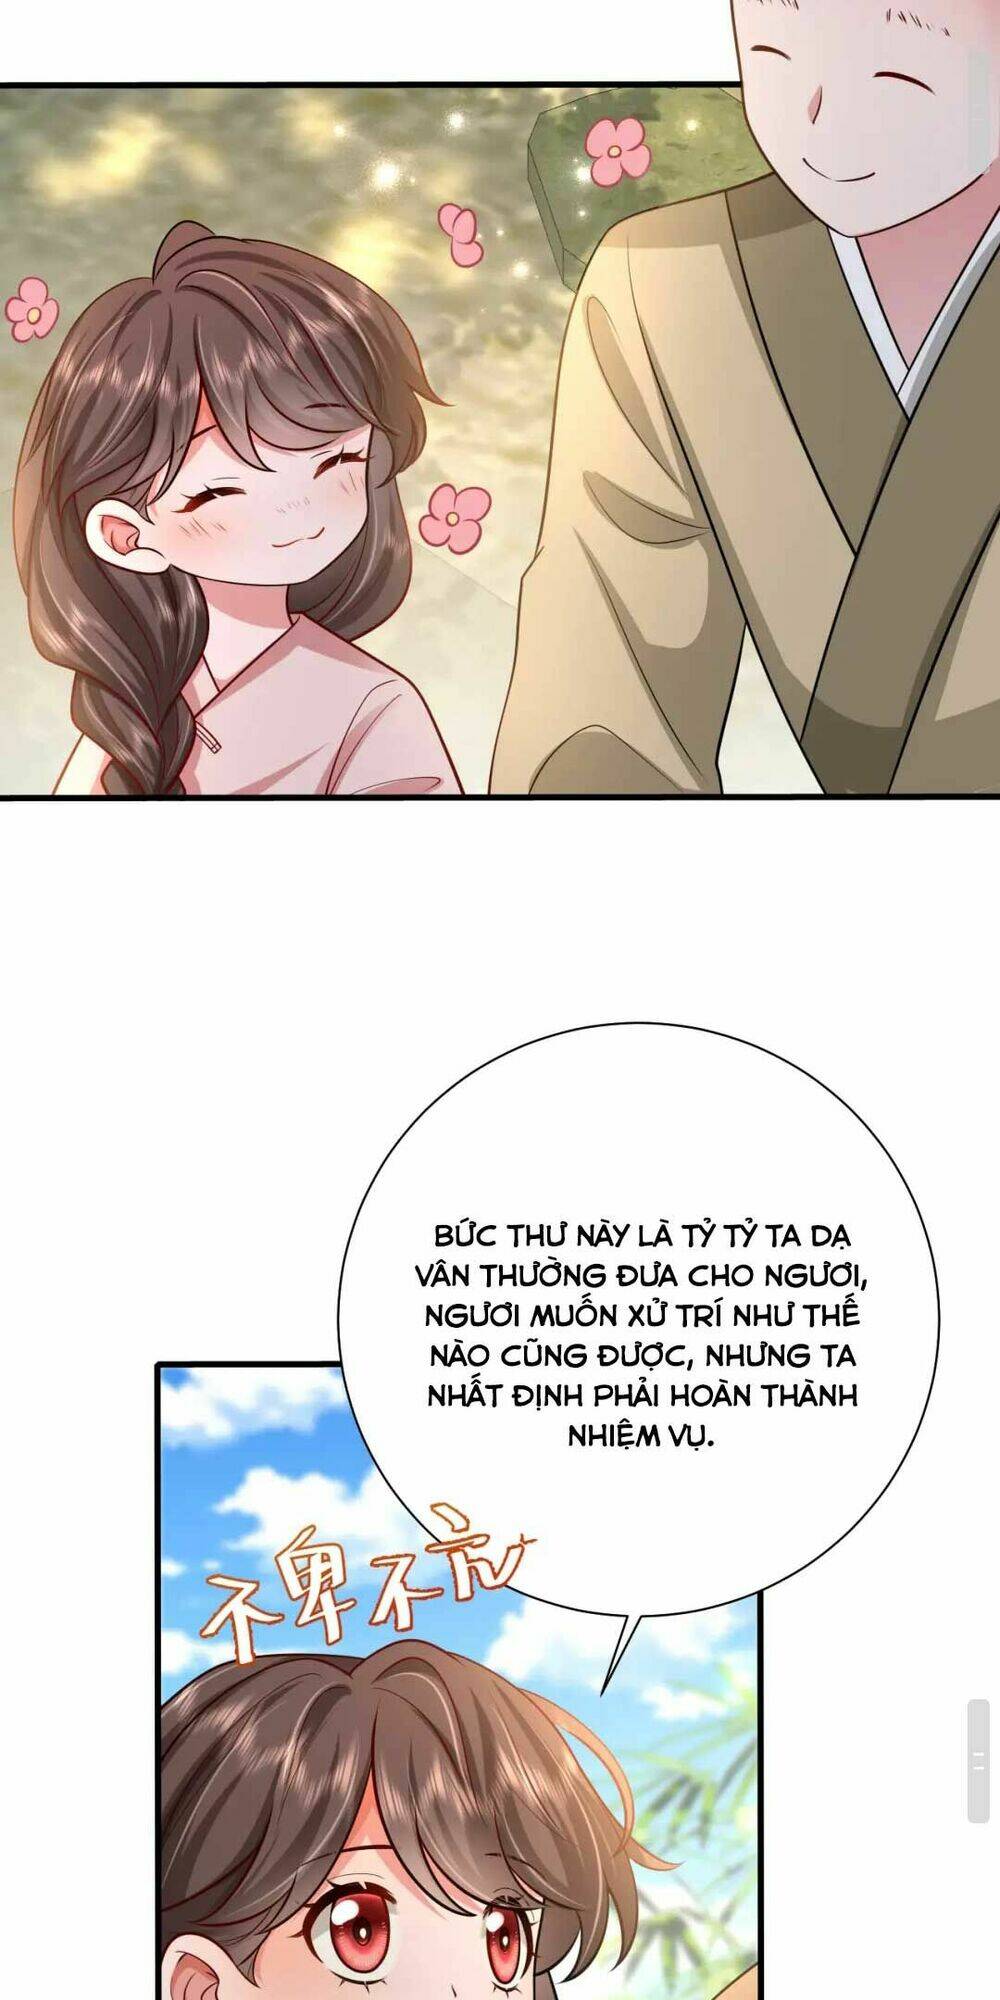 BỨC THƯ NÀY LÀ TỶ TỶ TA DẠ
VÂN THƯỜNG ĐƯA CHO NGƯƠI,
NGƯƠI MUỐN XỬ TRÍ NHƯ THẾ
NÀO CŨNG ĐƯỢC, NHƯNG TA
NHẤT ĐỊNH PHẢI HOÀN THÀNH
NHIỆM VỤ.
不卑不亢